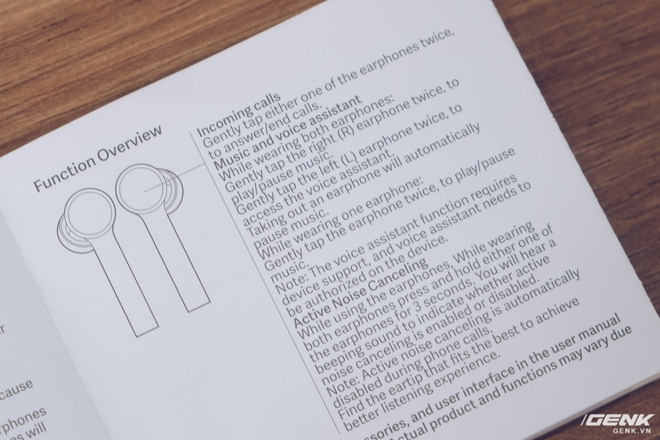 r
cause
rphones
ns will
Function Overview
Incoming calls
Gently tap either one of the earphones twice,
to answer/end calls.
Music and voice assistant
While wearing both earphones:
Gently tap the right (R) earphone twice, to
play/pause music.
Gently tap the left (L) earphone twice, to
access the voice assistant.
Taking out an earphone will automatically
pause music.
While wearing one earphone:
Gently tap the earphone twice, to play/pause
music.
Note: The voice assistant function requires
device support, and voice assistant needs to
be authorized on the device.
Active Noise Canceling
While using the earphones, While wearing
both earphones press and hold either one of
the earphones for 3 seconds. You will hear a
beeping sound to indicate whether active
noise canceling is enabled or disabled.
Note: Active noise canceling is automatically
disabled during phone calls.
Find the eartip that fits the best to achieve
better listening experience.
ssories, and user interface in the user manual
ctual product and functions may vary due
GENK
GENK.VN